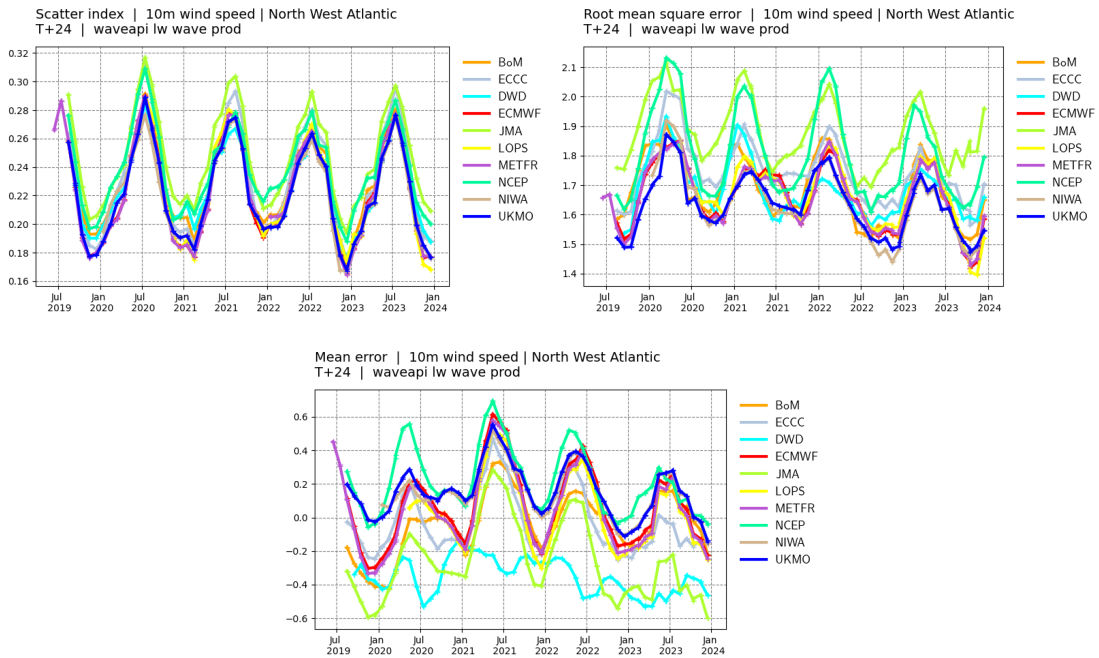 Scatter index | 10m wind speed | North West Atlantic
T+24 | waveapi lw wave prod
0.32
0.30
0.28
0.26
0.24
0.22
0.20
0.18
0.16
Jul
2019
Jan
2020
Jul
2020
Jan
2021
Jul
2021
Jan
2022
Jul
2022
Jan
2023
Jul
2023
Jan
2024
BoM
ECCC
DWD
ECMWF
JMA
LOPS
METFR
NCEP
NIWA
UKMO
Root mean square error | 10m wind speed | North West Atlantic
T+24 | waveapi lw wave prod
2.1
2.0
1.9
1.8
1.7
1.6
1.5
1.4
Jul
2019
Jan
2020
Jul
2020
Jan
2021
Jul
2021
Jan
2022
Jul
2022
Jan
2023
Jul
2023
Jan
2024
BoM
ECCC
DWD
ECMWF
JMA
LOPS
METFR
NCEP
NIWA
UKMO
Mean error | 10m wind speed | North West Atlantic
T+24 | waveapi lw wave prod
0.6
0.4
0.2
0.0
−0.2
−0.4
−0.6
Jul
2019
Jan
2020
Jul
2020
Jan
2021
Jul
2021
Jan
2022
Jul
2022
Jan
2023
Jul
2023
Jan
2024
BoM
ECCC
DWD
ECMWF
JMA
LOPS
METFR
NCEP
NIWA
UKMO